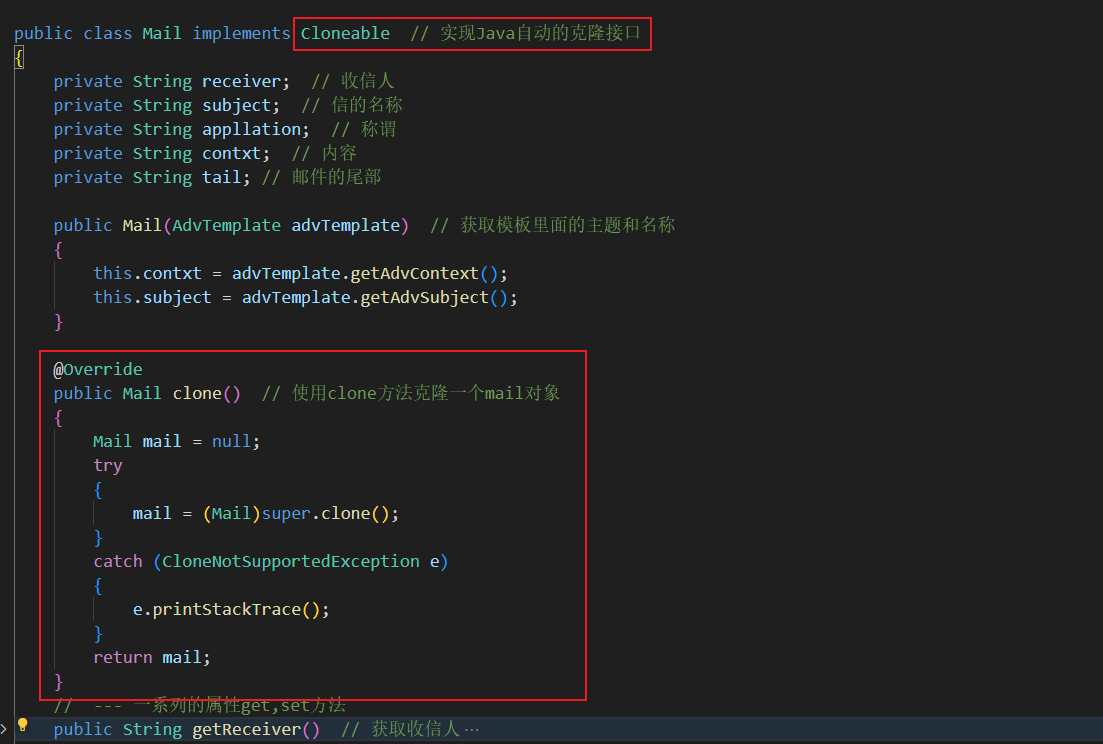 public class Mail implements Cloneable  // 实现Java自动的克隆接口
{
    private String receiver;  // 收信人
    private String subject;  // 信的名称
    private String appllation;  // 称谓
    private String contxt;  // 内容
    private String tail; // 邮件的尾部
    public Mail(AdvTemplate advTemplate)  // 获取模板里面的主题和名称
    {
        this.contxt = advTemplate.getAdvContext();
        this.subject = advTemplate.getAdvSubject();
    }
    @Override
    public Mail clone()  // 使用clone方法克隆一个mail对象
    {
        Mail mail = null;
        try
        {
            mail = (Mail)super.clone();
        }
        catch (CloneNotSupportedException e)
        {
            e.printStackTrace();
        }
        return mail;
    }
    //  --- 一系列的属性get,set方法
    public String getReceiver()  // 获取收信人…